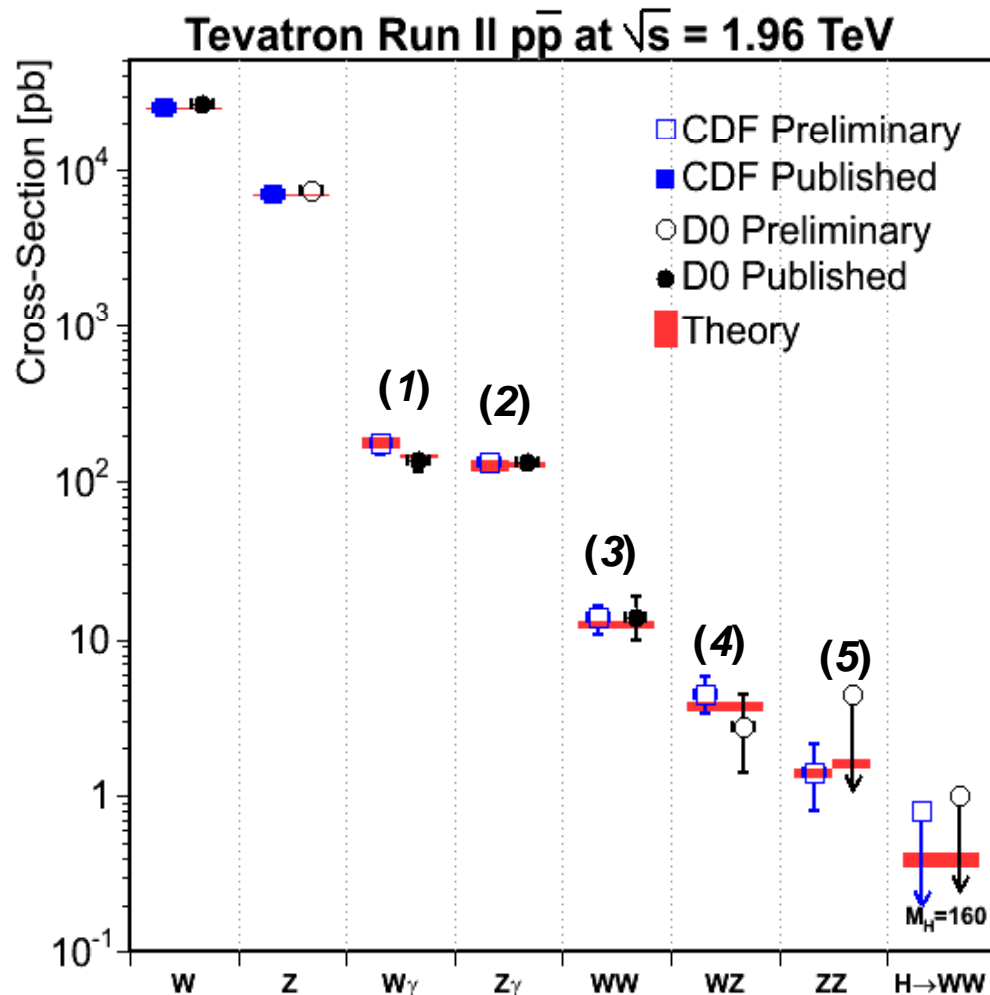 Tevatron Run II pp̄ at √s = 1.96 TeV
Cross-Section [pb]
CDF Preliminary
CDF Published
D0 Preliminary
D0 Published
Theory
10⁴
10³
10²
10
1
10⁻¹
(1)
(2)
(3)
(4)
(5)
M_H=160
W Z Wγ Zγ WW WZ ZZ H→WW